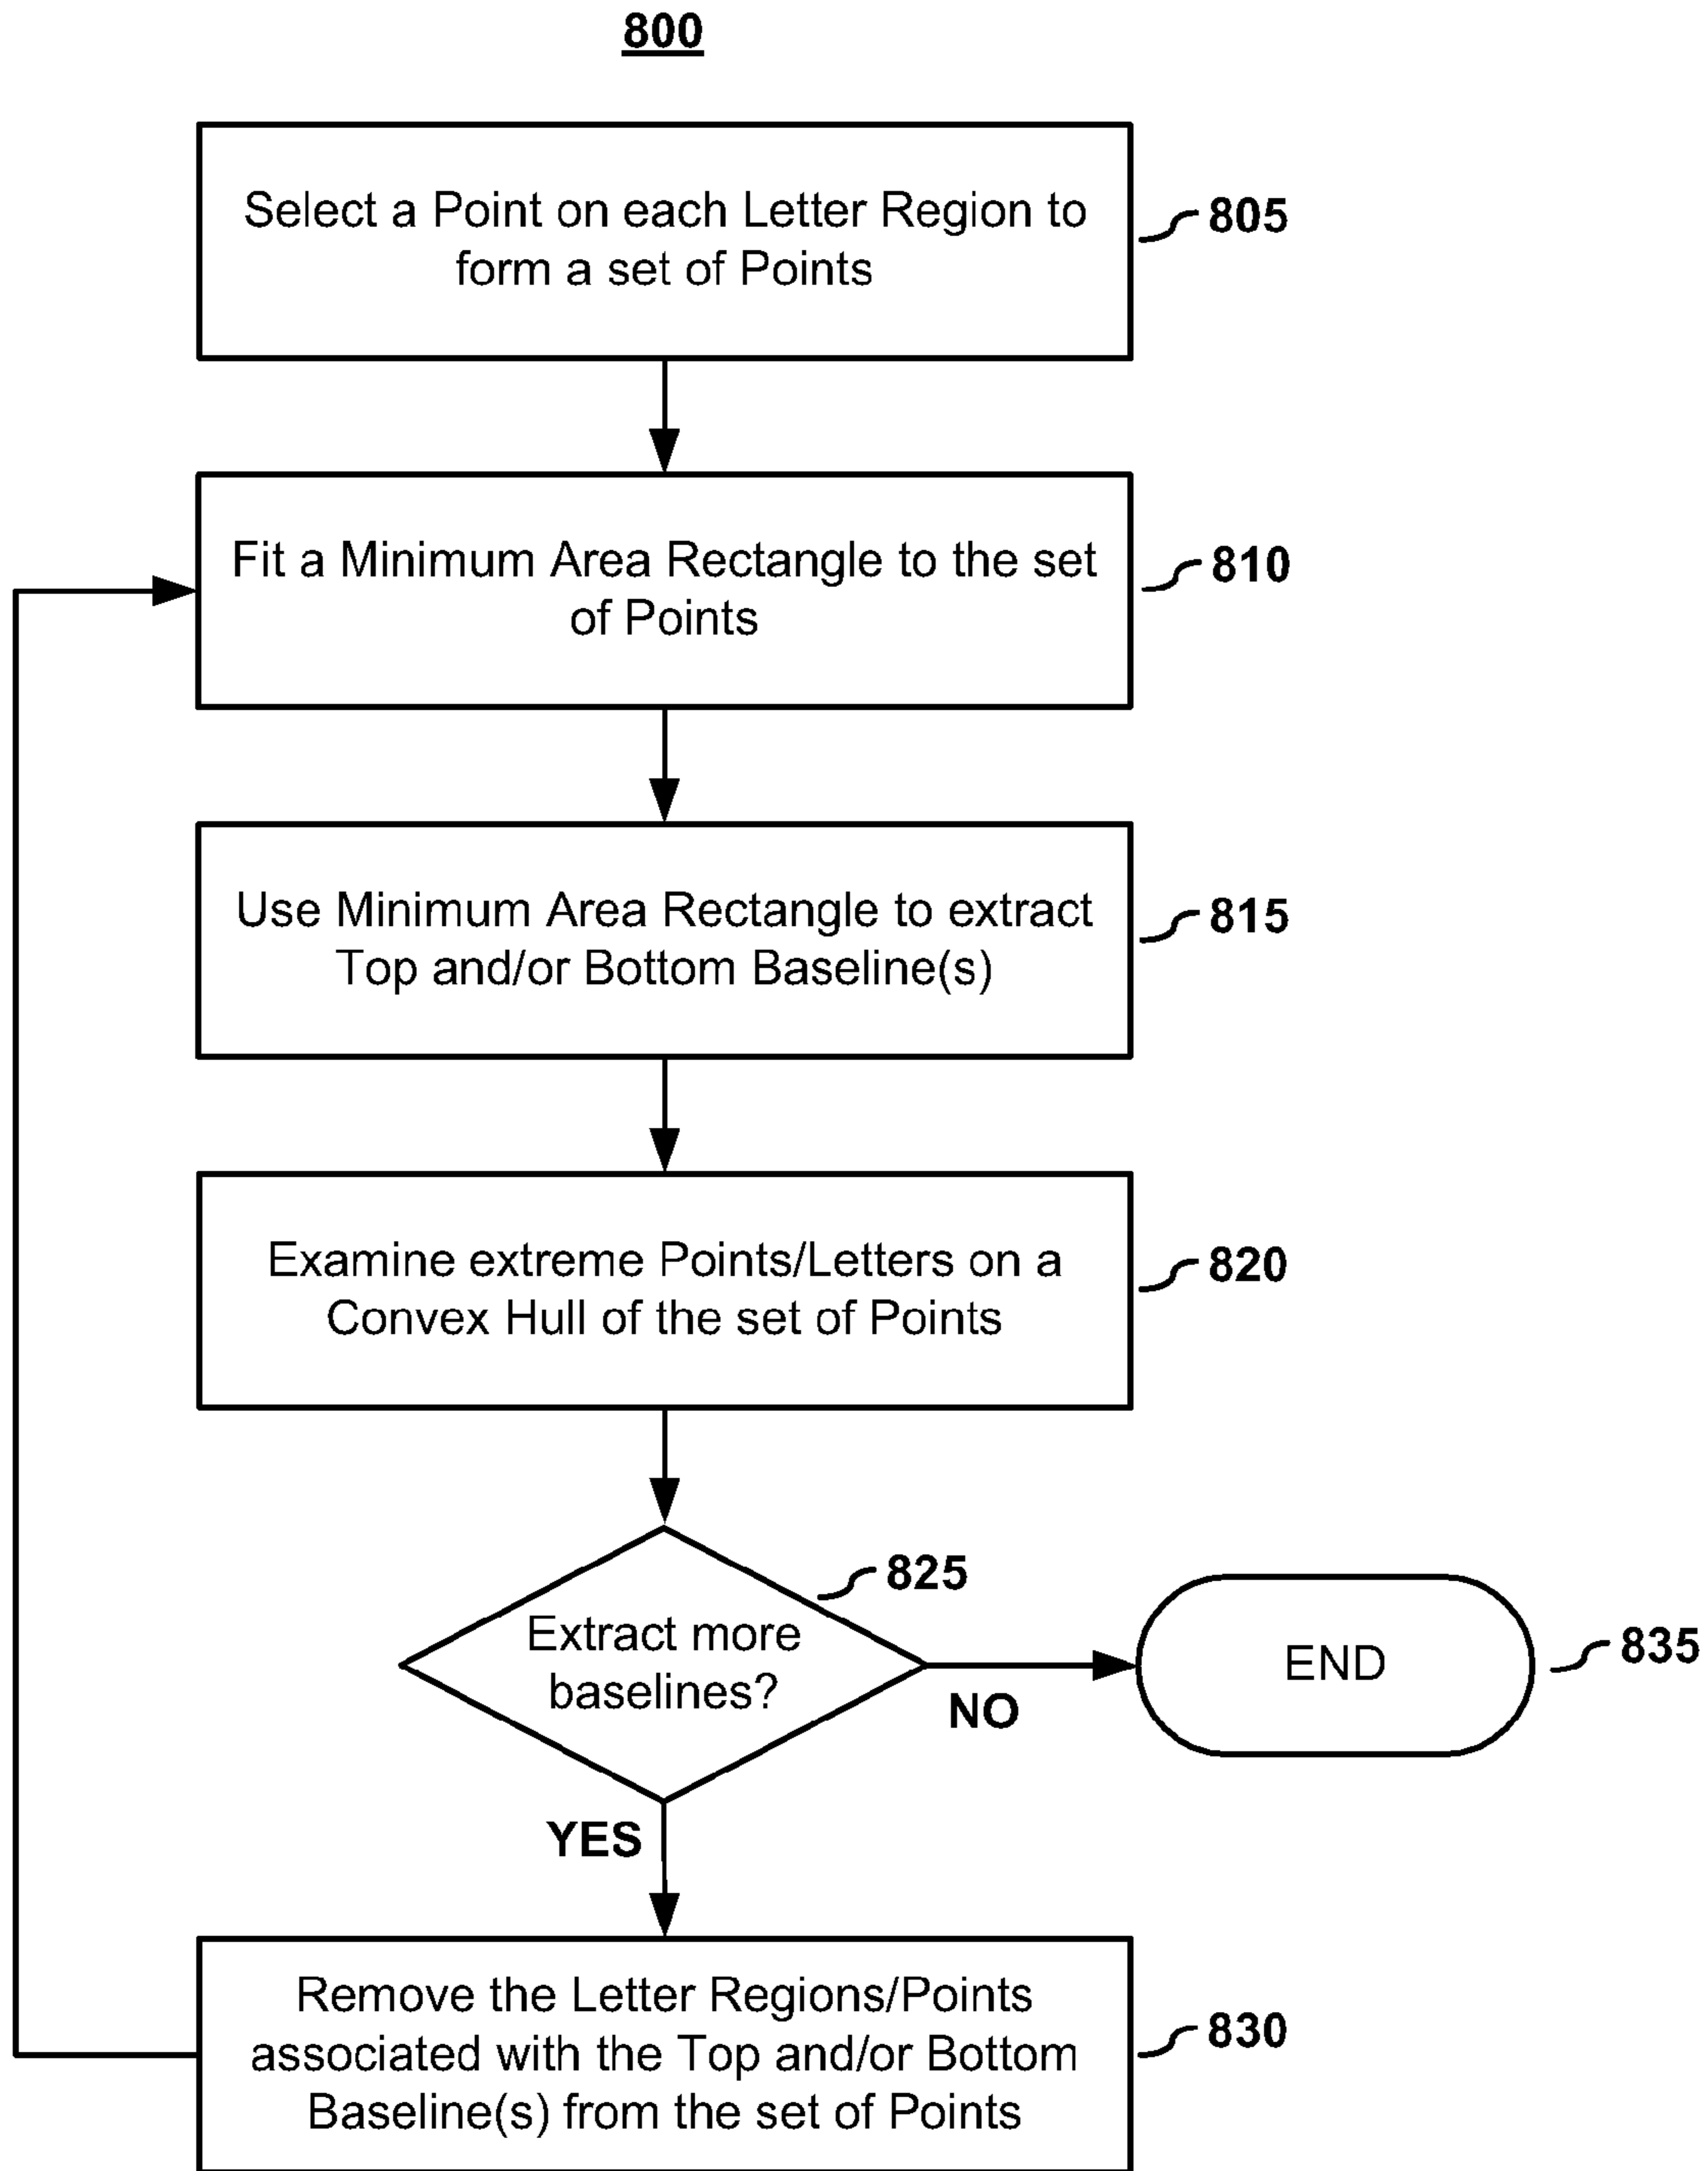 800
Select a Point on each Letter Region to
form a set of Points
805
Fit a Minimum Area Rectangle to the set
of Points
810
Use Minimum Area Rectangle to extract
Top and/or Bottom Baseline(s)
815
Examine extreme Points/Letters on a
Convex Hull of the set of Points
820
825
Extract more
baselines?
NO
END
835
YES
Remove the Letter Regions/Points
associated with the Top and/or Bottom
Baseline(s) from the set of Points
830